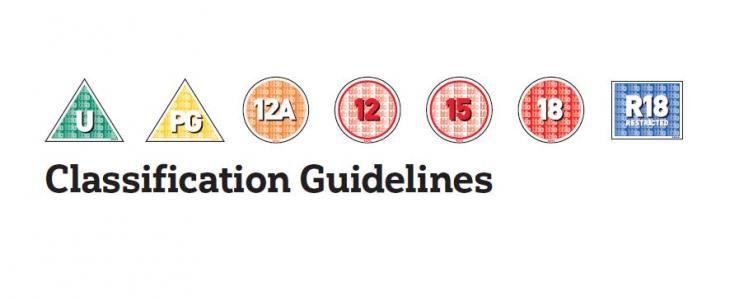 U PG 12A 12 15 18 R18
RESTRICTED
Classification Guidelines